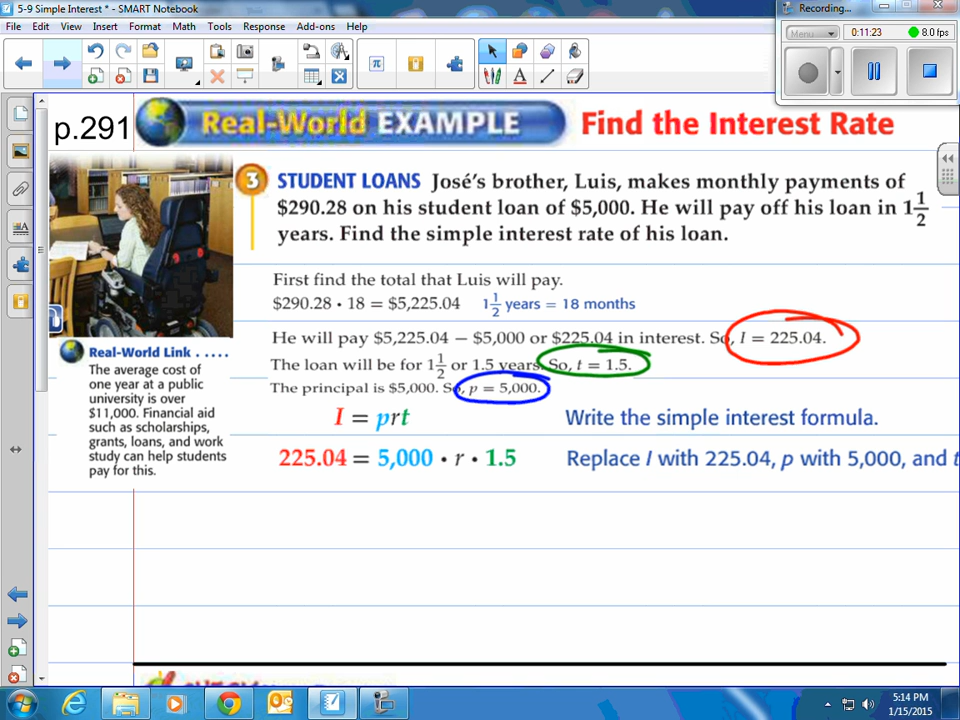 5-9 Simple Interest * - SMART Notebook
Recording...
File Edit View Insert Format Math Tools Response Add-ons Help
Menu 0:11:23 8.0 fps
p.291 Real-World EXAMPLE Find the Interest Rate
3 STUDENT LOANS José's brother, Luis, makes monthly payments of
$290.28 on his student loan of $5,000. He will pay off his loan in 1 1/2
years. Find the simple interest rate of his loan.
First find the total that Luis will pay.
$290.28 • 18 = $5,225.04 1 1/2 years = 18 months
He will pay $5,225.04 − $5,000 or $225.04 in interest. So, I = 225.04.
The loan will be for 1 1/2 or 1.5 years. So, t = 1.5.
The principal is $5,000. So, p = 5,000
I = prt Write the simple interest formula.
225.04 = 5,000 • r • 1.5 Replace I with 225.04, p with 5,000, and t
Real-World Link . . . . .
The average cost of
one year at a public
university is over
$11,000. Financial aid
such as scholarships,
grants, loans, and work
study can help students
pay for this.
5:14 PM
1/15/2015